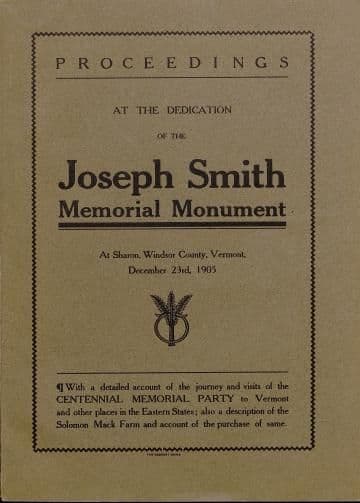 PROCEEDINGS
AT THE DEDICATION
OF THE
Joseph Smith
Memorial Monument
At Sharon, Windsor County, Vermont,
December 23rd, 1905
¶ With a detailed account of the journey and visits of the
CENTENNIAL MEMORIAL PARTY to Vermont
and other places in the Eastern States; also a description of the
Solomon Mack Farm and account of the purchase of same.